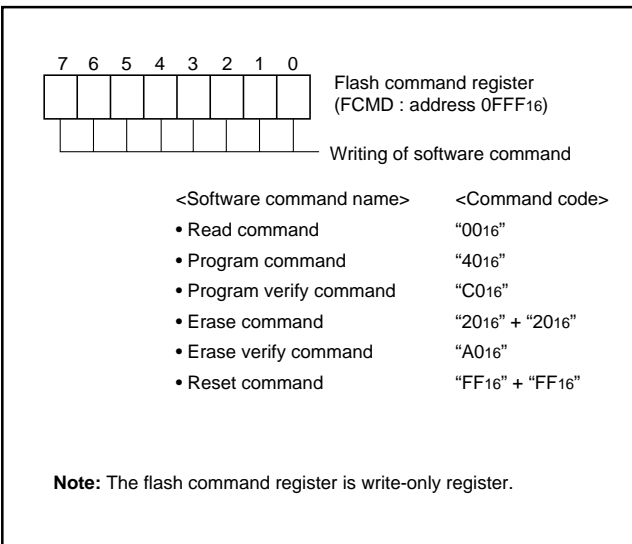 7 6 5 4 3 2 1 0
Flash command register
(FCMD : address 0FFF16)
Writing of software command
<Software command name> <Command code>
• Read command “0016”
• Program command “4016”
• Program verify command “C016”
• Erase command “2016” + “2016”
• Erase verify command “A016”
• Reset command “FF16” + “FF16”
Note: The flash command register is write-only register.